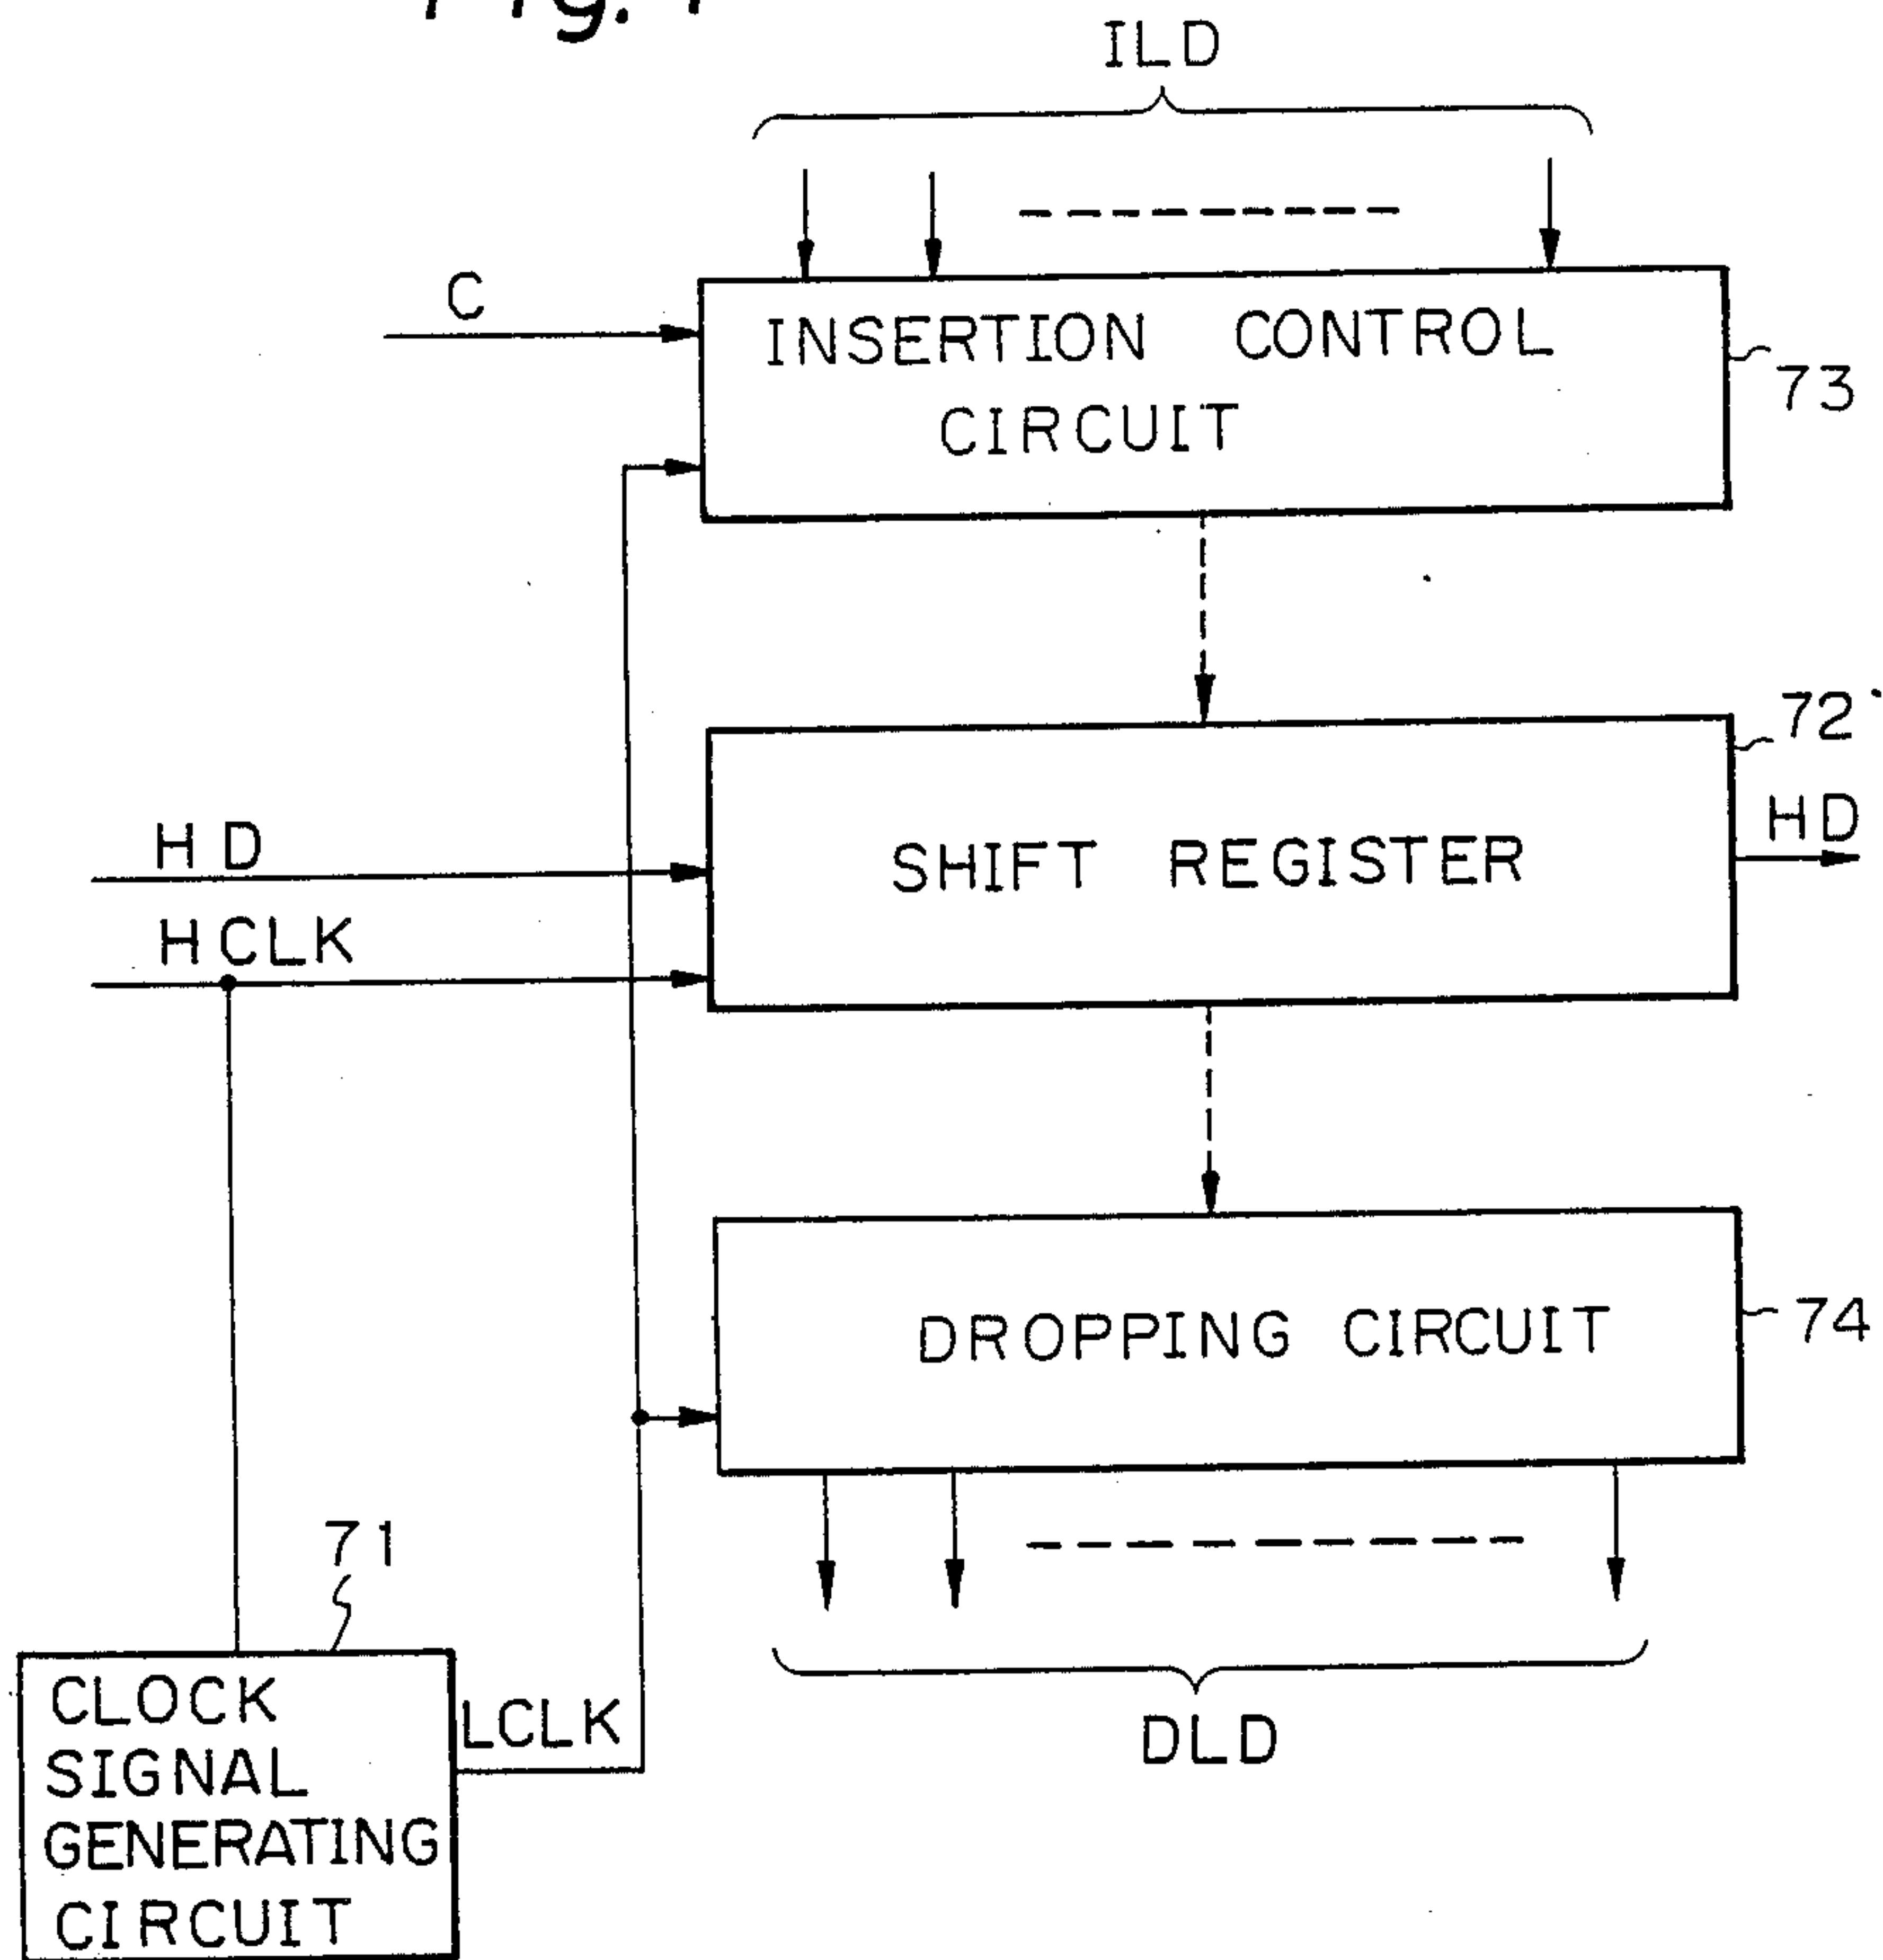 Fig.
ILD
C
INSERTION CONTROL
CIRCUIT
73
72
HD
HD
SHIFT REGISTER
HCLK
DROPPING CIRCUIT
74
71
CLOCK
SIGNAL
GENERATING
CIRCUIT
LCLK
DLD